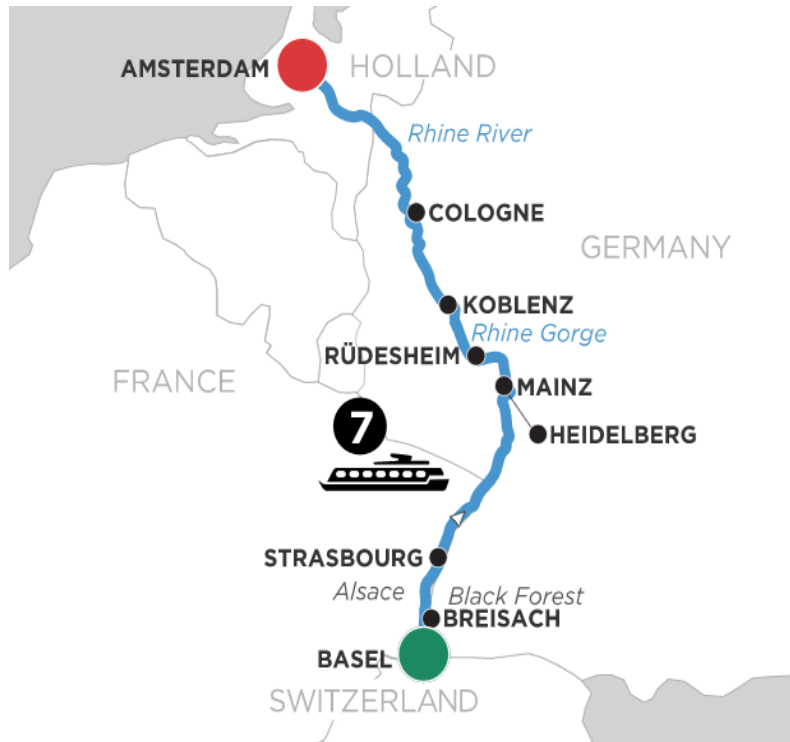 AMSTERDAM
HOLLAND
Rhine River
COLOGNE
GERMANY
KOBLENZ
Rhine Gorge
RÜDESHEIM
MAINZ
FRANCE
7
HEIDELBERG
STRASBOURG
Alsace
Black Forest
BREISACH
BASEL
SWITZERLAND